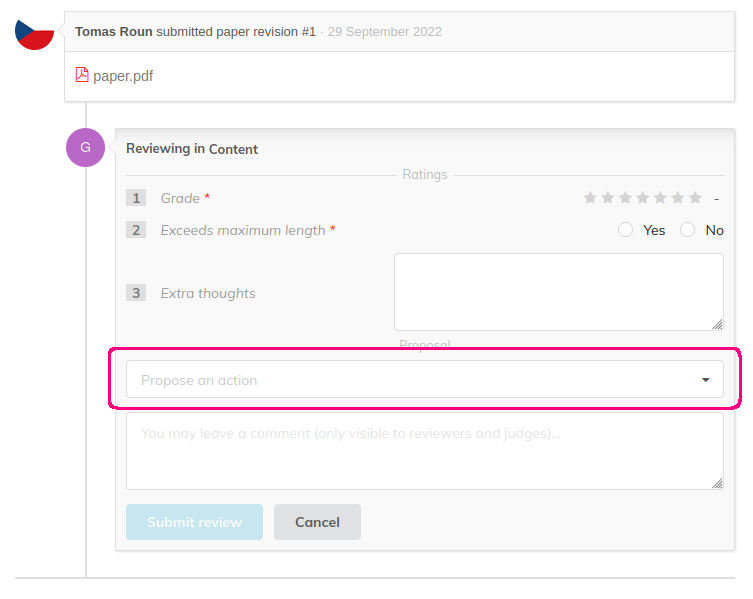 Tomas Roun submitted paper revision #1 · 29 September 2022
paper.pdf
G
Reviewing in Content
Ratings
1 Grade * -
2 Exceeds maximum length * Yes No
3 Extra thoughts
Proposal
Propose an action
You may leave a comment (only visible to reviewers and judges)...
Submit review Cancel